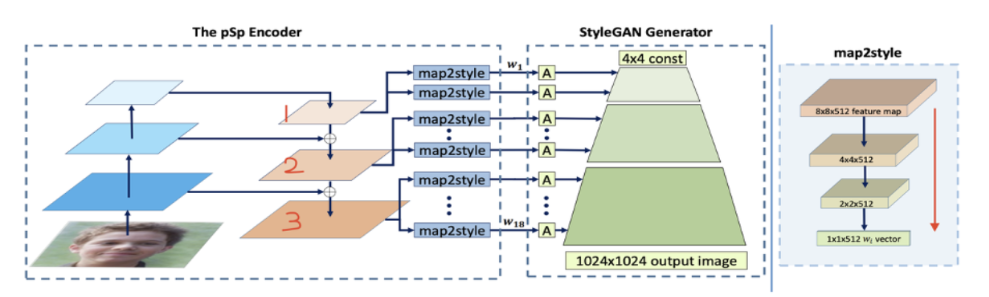 The pSp Encoder
StyleGAN Generator
map2style
4x4 const
w₁
map2style
A
map2style
A
1
map2style
A
2
map2style
A
map2style
A
3
w₁₈
map2style
A
1024x1024 output image
8x8x512 feature map
4x4x512
2x2x512
1x1x512 wᵢ vector